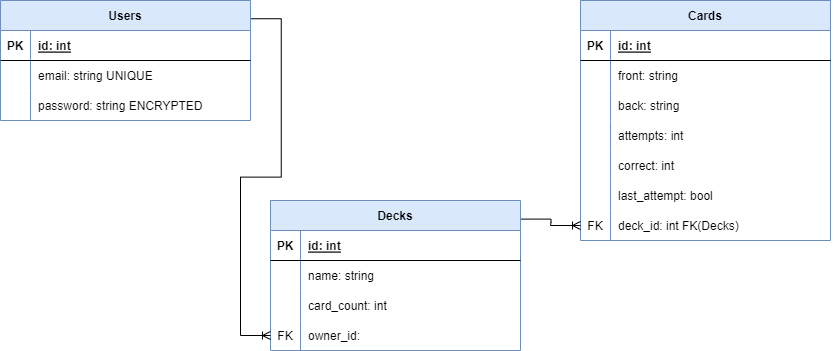 Users
PK id: int
email: string UNIQUE
password: string ENCRYPTED
Cards
PK id: int
front: string
back: string
attempts: int
correct: int
last_attempt: bool
FK deck_id: int FK(Decks)
Decks
PK id: int
name: string
card_count: int
FK owner_id: